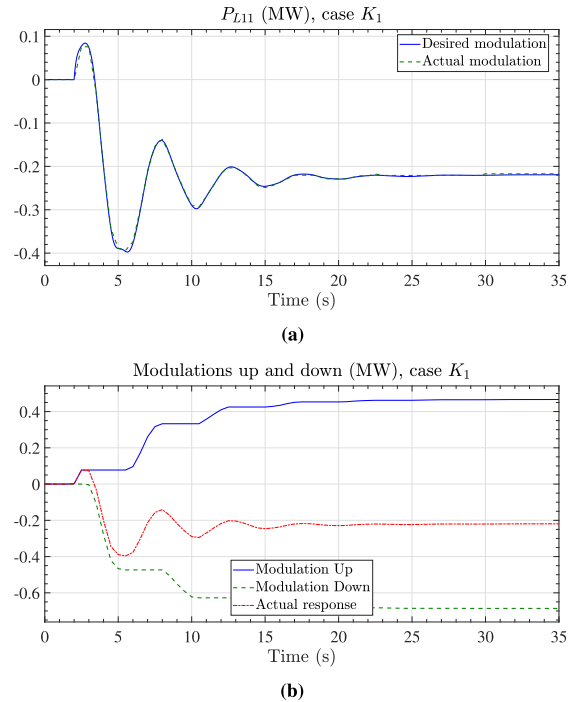 P_{L11} (MW), case K_1
0.1
0
-0.1
-0.2
-0.3
-0.4
Desired modulation
Actual modulation
0 5 10 15 20 25 30 35
Time (s)
(a)
Modulations up and down (MW), case K_1
0.4
0.2
0
-0.2
-0.4
-0.6
Modulation Up
Modulation Down
Actual response
0 5 10 15 20 25 30 35
Time (s)
(b)